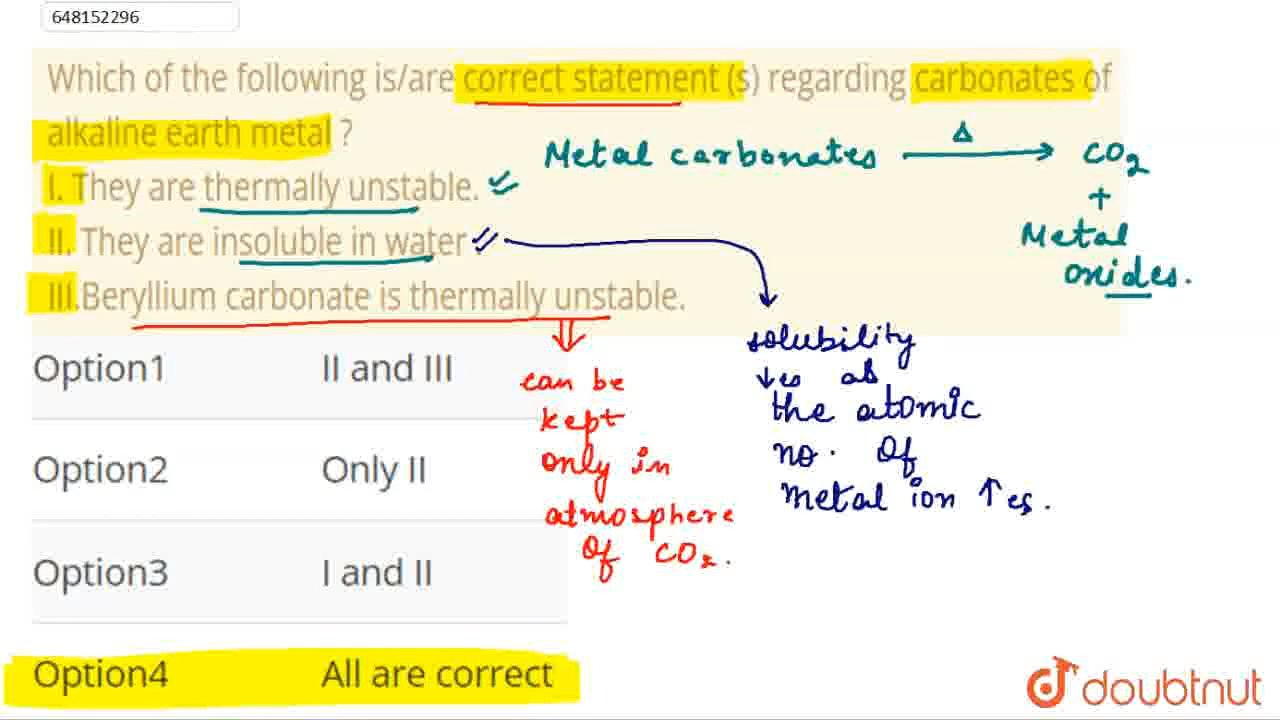 648152296
Which of the following is/are correct statement (s) regarding carbonates of
alkaline earth metal ?
Metal carbonates Δ CO2
+
Metal
oxides.
I. They are thermally unstable.
II. They are insoluble in water
III.Beryllium carbonate is thermally unstable.
solubility
↓es as
the atomic
no. of
metal ion ↑es.
can be
kept
only in
atmosphere
of CO2.
Option1 II and III
Option2 Only II
Option3 I and II
Option4 All are correct
doubtnut